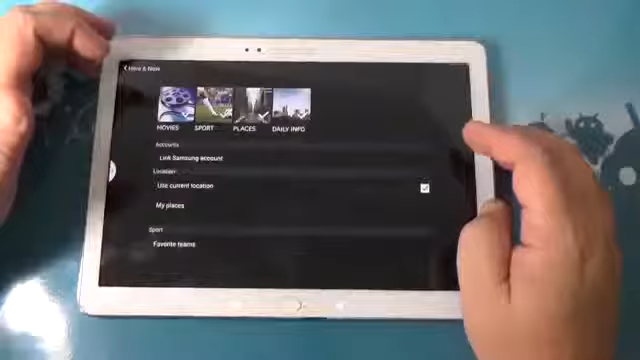 Here & Now
MOVIES SPORT PLACES DAILY INFO
Accounts
Link Samsung account
Location
Use current location
My places
Sport
Favorite teams